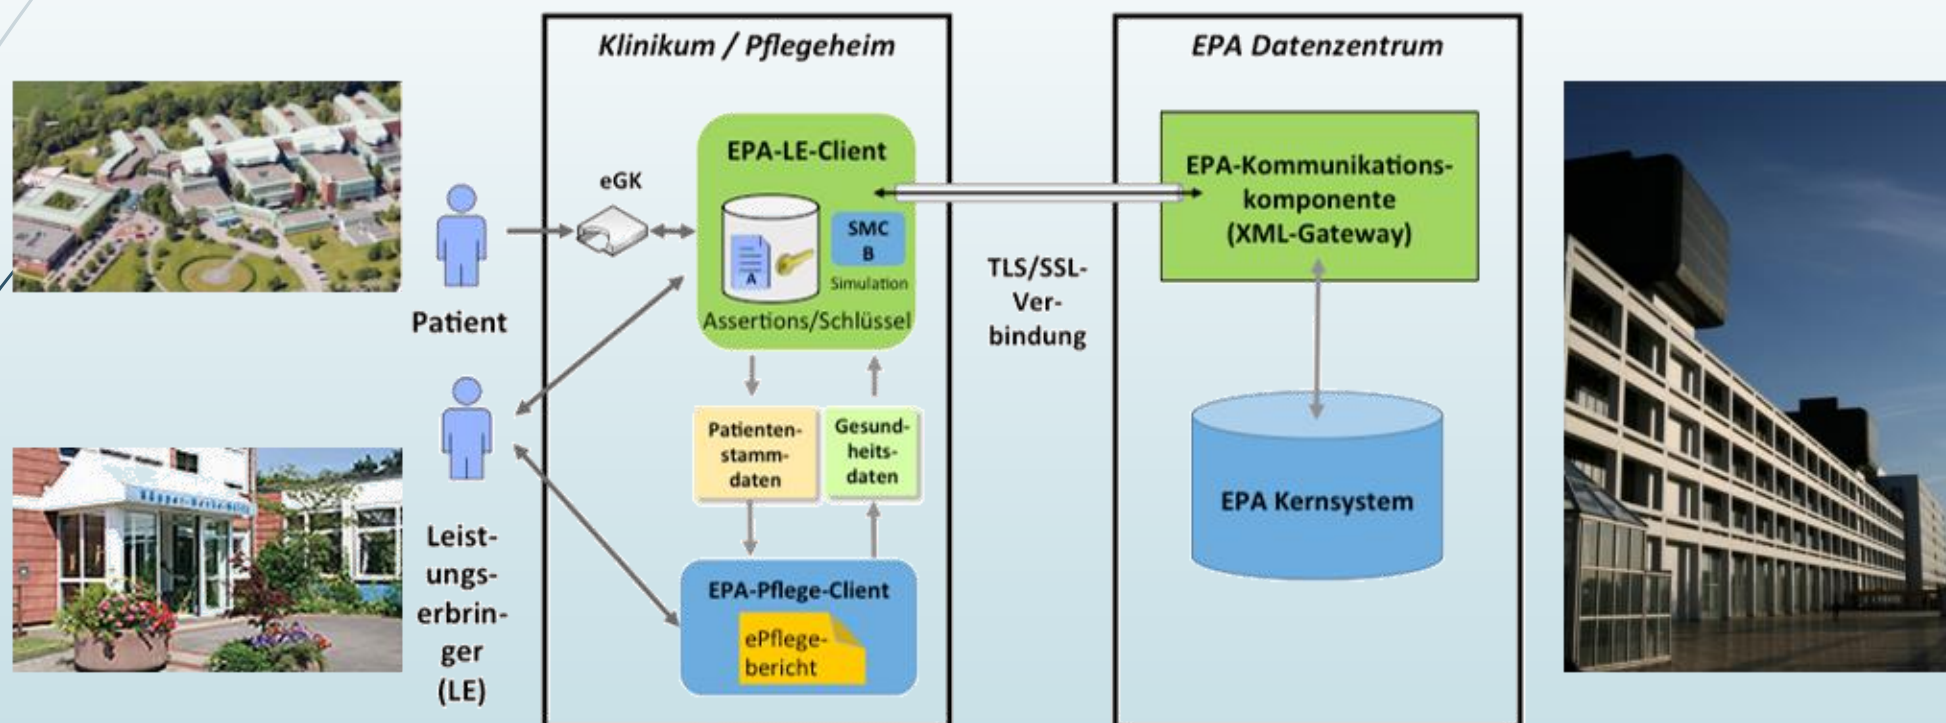 Klinikum / Pflegeheim
EPA Datenzentrum
EPA-LE-Client
eGK
SMC
B
Simulation
A
Assertions/Schlüssel
Patient
TLS/SSL-
Ver-
bindung
EPA-Kommunikations-
komponente
(XML-Gateway)
Patienten-
stamm-
daten
Gesund-
heits-
daten
EPA Kernsystem
Leist-
ungs-
erbrin-
ger
(LE)
EPA-Pflege-Client
ePflege-
bericht